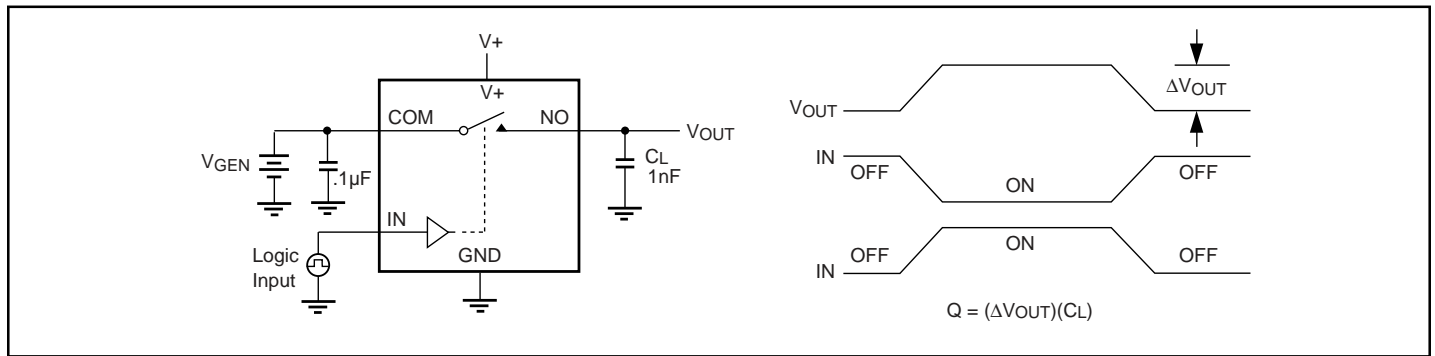 V+
V+
COM
NO
VOUT
VGEN
.1µF
CL
1nF
IN
Logic
Input
GND
VOUT
ΔVOUT
IN
OFF
ON
OFF
IN
OFF
ON
OFF
Q = (ΔVOUT)(CL)